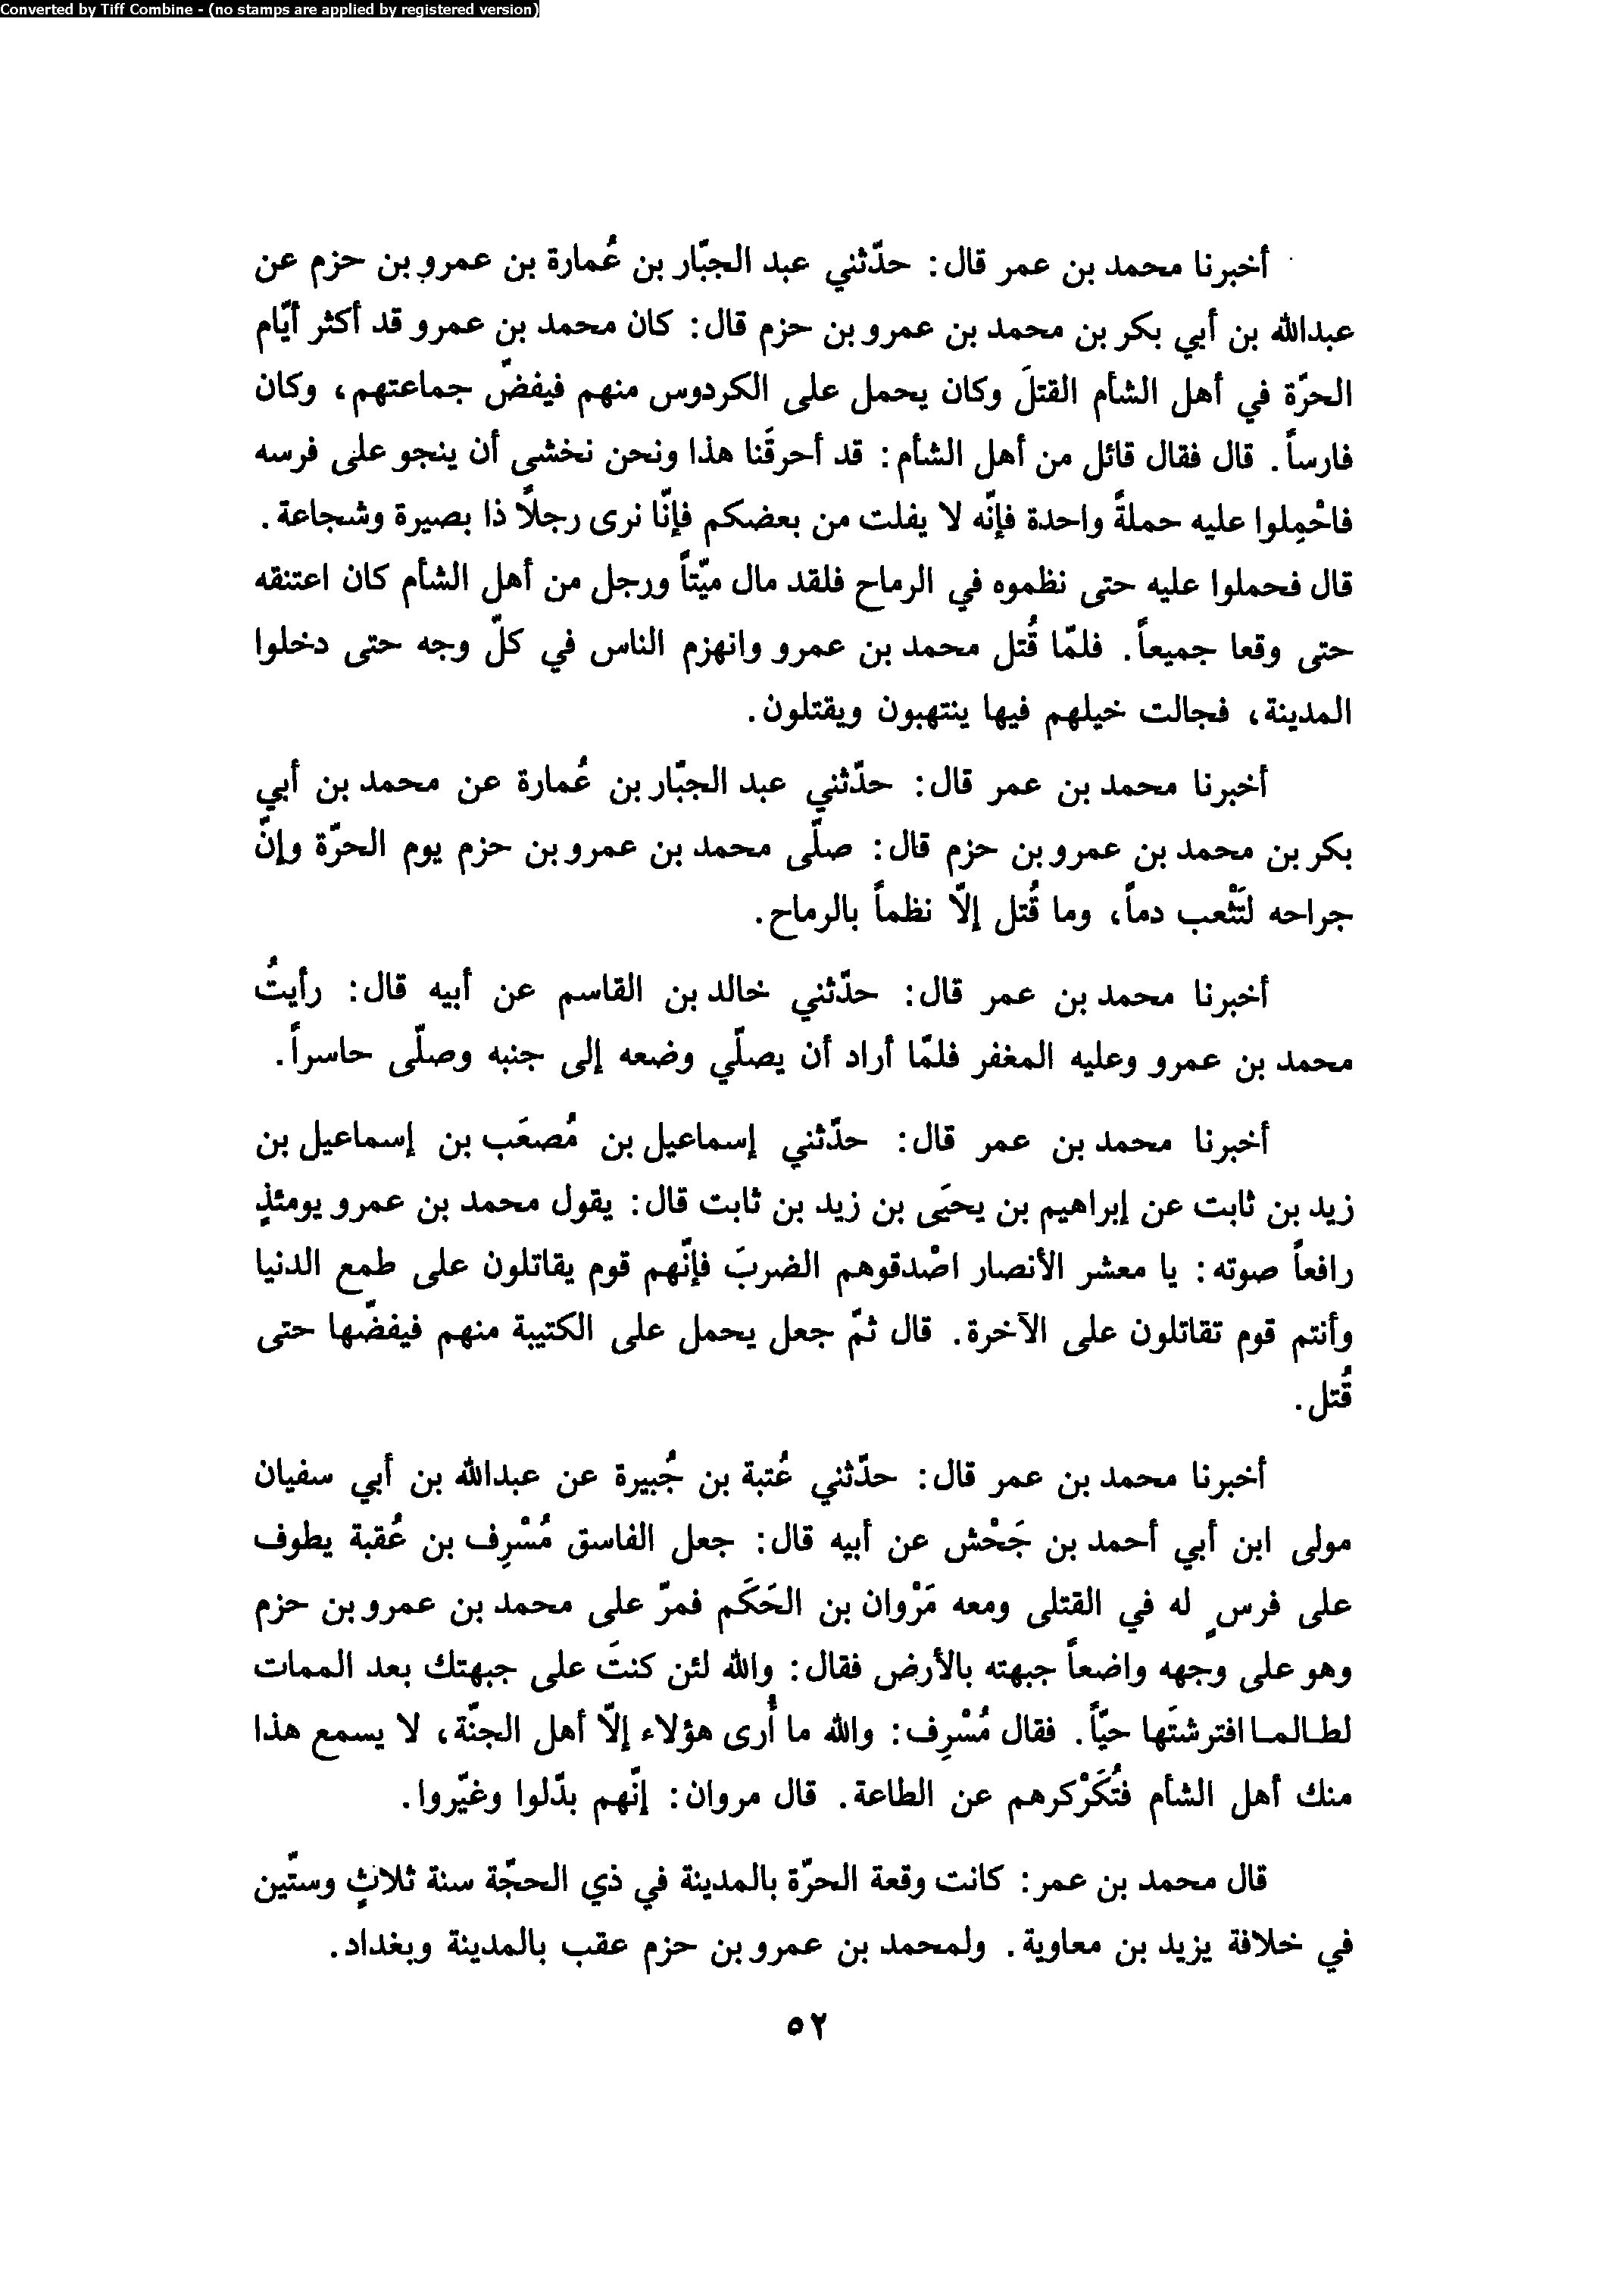 Converted by Tiff Combine - (no stamps are applied by registered version)
أخبرنا محمد بن عمر قال: حدّثني عبد الجبّار بن عُمارة بن عمرو بن حزم عن
عبدالله بن أبي بكر بن محمد بن عمرو بن حزم قال: كان محمد بن عمرو قد أكثر أيّام
الحرّة في أهل الشأم القتلَ وكان يحمل على الكردوس منهم فيفضّ جماعتهم، وكان
فارساً. قال فقال قائل من أهل الشأم: قد أحرقَنا هذا ونحن نخشى أن ينجو على فرسه
فاحْمِلوا عليه حملةً واحدة فإنّه لا يفلت من بعضكم فإنّا نرى رجلاً ذا بصيرة وشجاعة.
قال فحملوا عليه حتى نظموه في الرماح فلقد مال ميّتاً ورجل من أهل الشأم كان اعتنقه
حتى وقعا جميعاً. فلمّا قُتل محمد بن عمرو وانهزم الناس في كلّ وجه حتى دخلوا
المدينة، فجالت خيلهم فيها ينتهبون ويقتلون.
أخبرنا محمد بن عمر قال: حدّثني عبد الجبّار بن عُمارة عن محمد بن أبي
بكر بن محمد بن عمرو بن حزم قال: صلّى محمد بن عمرو بن حزم يوم الحرّة وإنّ
جراحه لَتَثْعب دماً، وما قُتل إلاّ نظماً بالرماح.
أخبرنا محمد بن عمر قال: حدّثني خالد بن القاسم عن أبيه قال: رأيتُ
محمد بن عمرو وعليه المغفر فلمّا أراد أن يصلّي وضعه إلى جنبه وصلّى حاسراً.
أخبرنا محمد بن عمر قال: حدّثني إسماعيل بن مُصعَب بن إسماعيل بن
زيد بن ثابت عن إبراهيم بن يحيَى بن زيد بن ثابت قال: يقول محمد بن عمرو يومئذٍ
رافعاً صوته: يا معشر الأنصار اصْدقوهم الضربَ فإنّهم قوم يقاتلون على طمع الدنيا
وأنتم قوم تقاتلون على الآخرة. قال ثمّ جعل يحمل على الكتيبة منهم فيفضّها حتى
قُتل.
أخبرنا محمد بن عمر قال: حدّثني عُتبة بن جُبيرة عن عبدالله بن أبي سفيان
مولى ابن أبي أحمد بن جَحْش عن أبيه قال: جعل الفاسق مُسْرِف بن عُقبة يطوف
على فرسٍ له في القتلى ومعه مَرْوان بن الحَكَم فمرّ على محمد بن عمرو بن حزم
وهو على وجهه واضعاً جبهته بالأرض فقال: والله لئن كنتَ على جبهتك بعد الممات
لطالما افترشتَها حيّاً. فقال مُسْرِف: والله ما أُرى هؤلاء إلاّ أهل الجنّة، لا يسمع هذا
منك أهل الشأم فتُكَرْكرهم عن الطاعة. قال مروان: إنّهم بدّلوا وغيّروا.
قال محمد بن عمر: كانت وقعة الحرّة بالمدينة في ذي الحجّة سنة ثلاثٍ وستّين
في خلافة يزيد بن معاوية. ولمحمد بن عمرو بن حزم عقب بالمدينة وبغداد.
٥٢